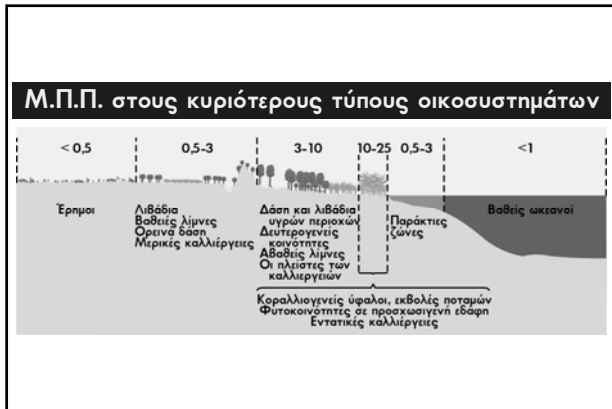 Μ.Π.Π. στους κυριότερους τύπους οικοσυστημάτων
< 0,5
0,5-3
3-10
10-25
0,5-3
<1
Έρημοι
Λιβάδια
Βαθειές λίμνες
Ορεινά δάση
Μερικές καλλιέργειες
Δάση και λιβάδια
υγρών περιοχών
Δευτερογενείς
κοινότητες
Αβαθείς λίμνες
Οι πλείστες των
καλλιεργειών
Παράκτιες
ζώνες
Βαθείς ωκεανοί
Κοραλλιογενείς ύφαλοι, εκβολές ποταμών
Φυτοκοινότητες σε προσχωσιγενή εδάφη
Εντατικές καλλιέργειες